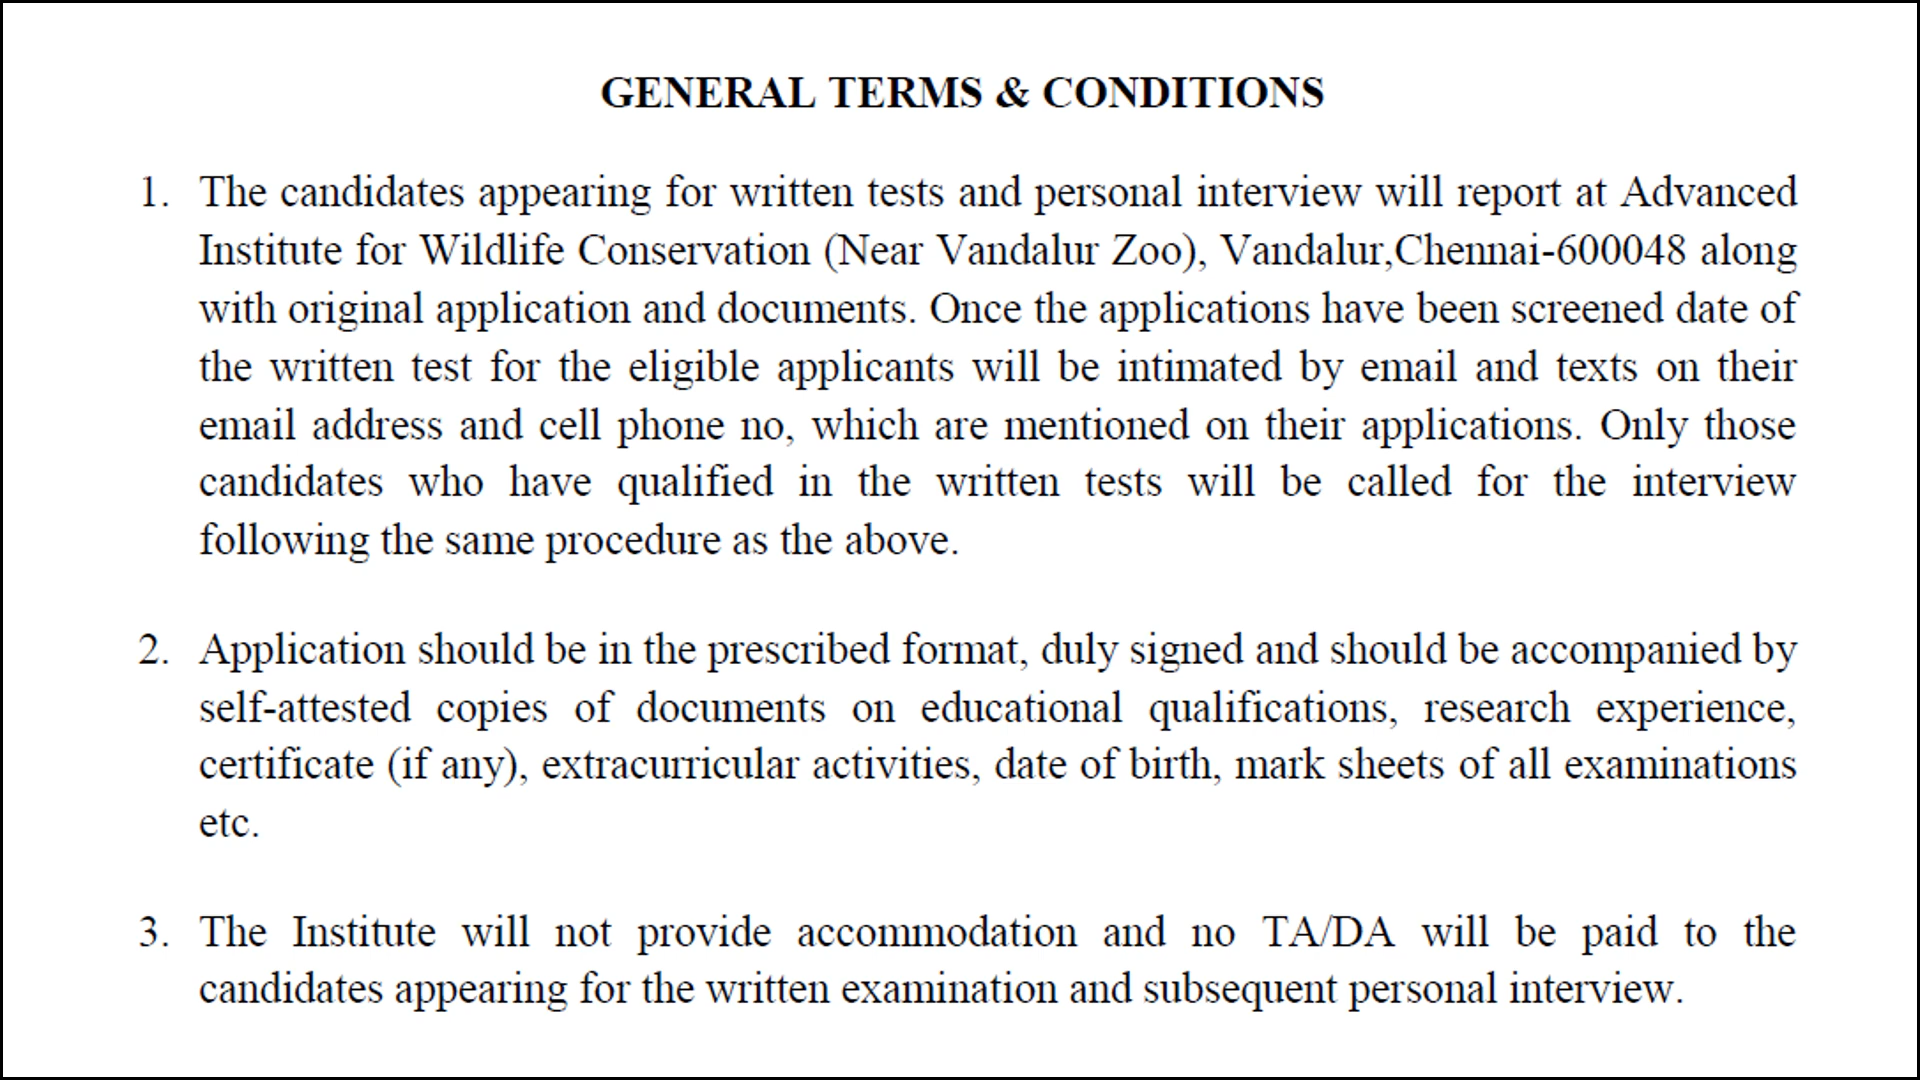 GENERAL TERMS & CONDITIONS
1. The candidates appearing for written tests and personal interview will report at Advanced
Institute for Wildlife Conservation (Near Vandalur Zoo), Vandalur,Chennai-600048 along
with original application and documents. Once the applications have been screened date of
the written test for the eligible applicants will be intimated by email and texts on their
email address and cell phone no, which are mentioned on their applications. Only those
candidates who have qualified in the written tests will be called for the interview
following the same procedure as the above.
2. Application should be in the prescribed format, duly signed and should be accompanied by
self-attested copies of documents on educational qualifications, research experience,
certificate (if any), extracurricular activities, date of birth, mark sheets of all examinations
etc.
3. The Institute will not provide accommodation and no TA/DA will be paid to the
candidates appearing for the written examination and subsequent personal interview.